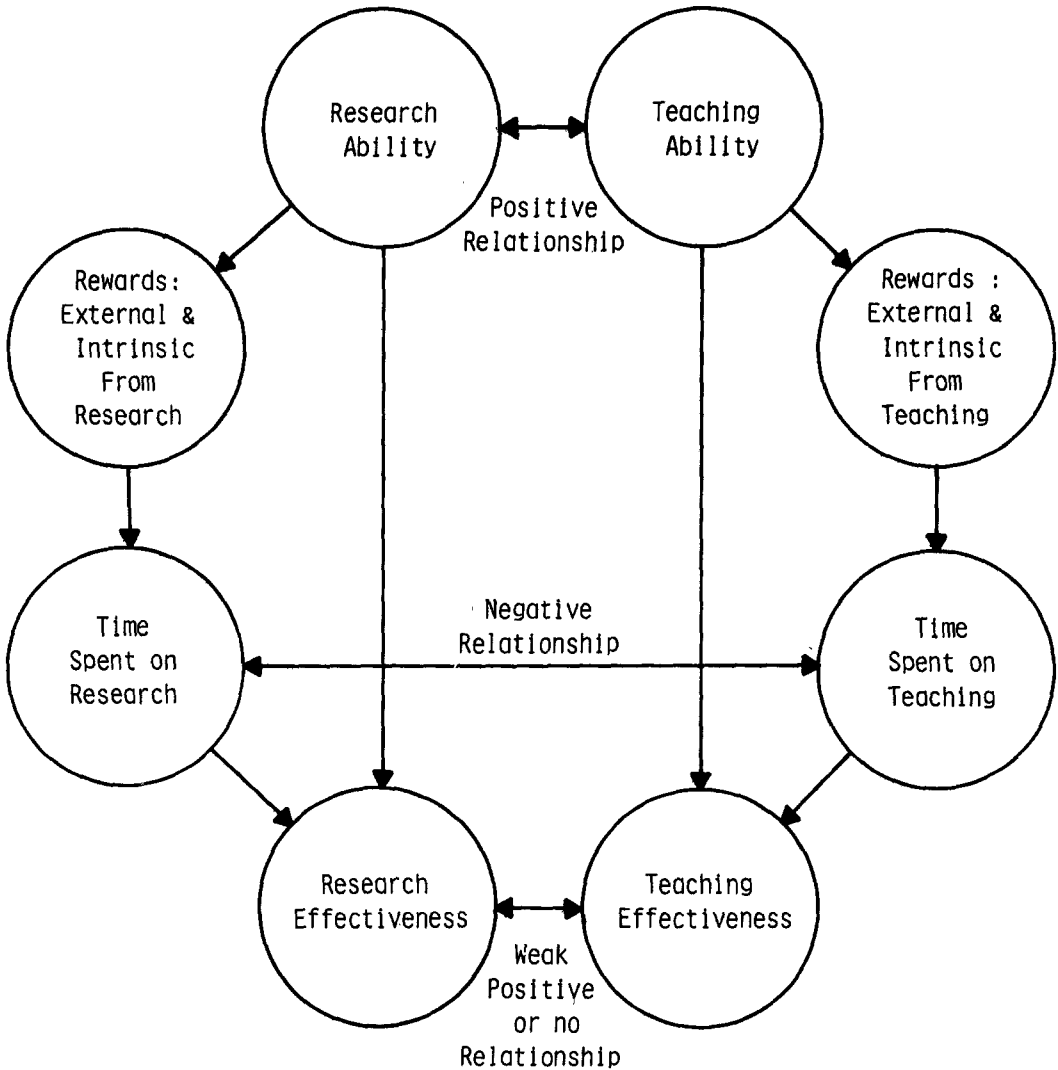 Research
Ability
Teaching
Ability
Positive
Relationship
Rewards:
External &
Intrinsic
From
Research
Rewards :
External &
Intrinsic
From
Teaching
Time
Spent on
Research
Negative
Relationship
Time
Spent on
Teaching
Research
Effectiveness
Teaching
Effectiveness
Weak
Positive
or no
Relationship